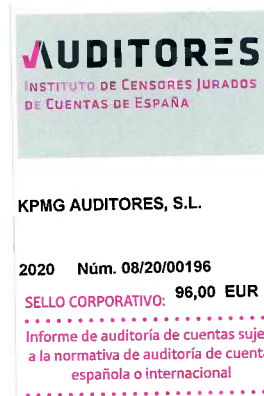 AUDITORES
INSTITUTO DE CENSORES JURADOS
DE CUENTAS DE ESPAÑA
KPMG AUDITORES, S.L.
2020 Núm. 08/20/00196
SELLO CORPORATIVO: 96,00 EUR
Informe de auditoría de cuentas suje
a la normativa de auditoría de cuent
española o internacional